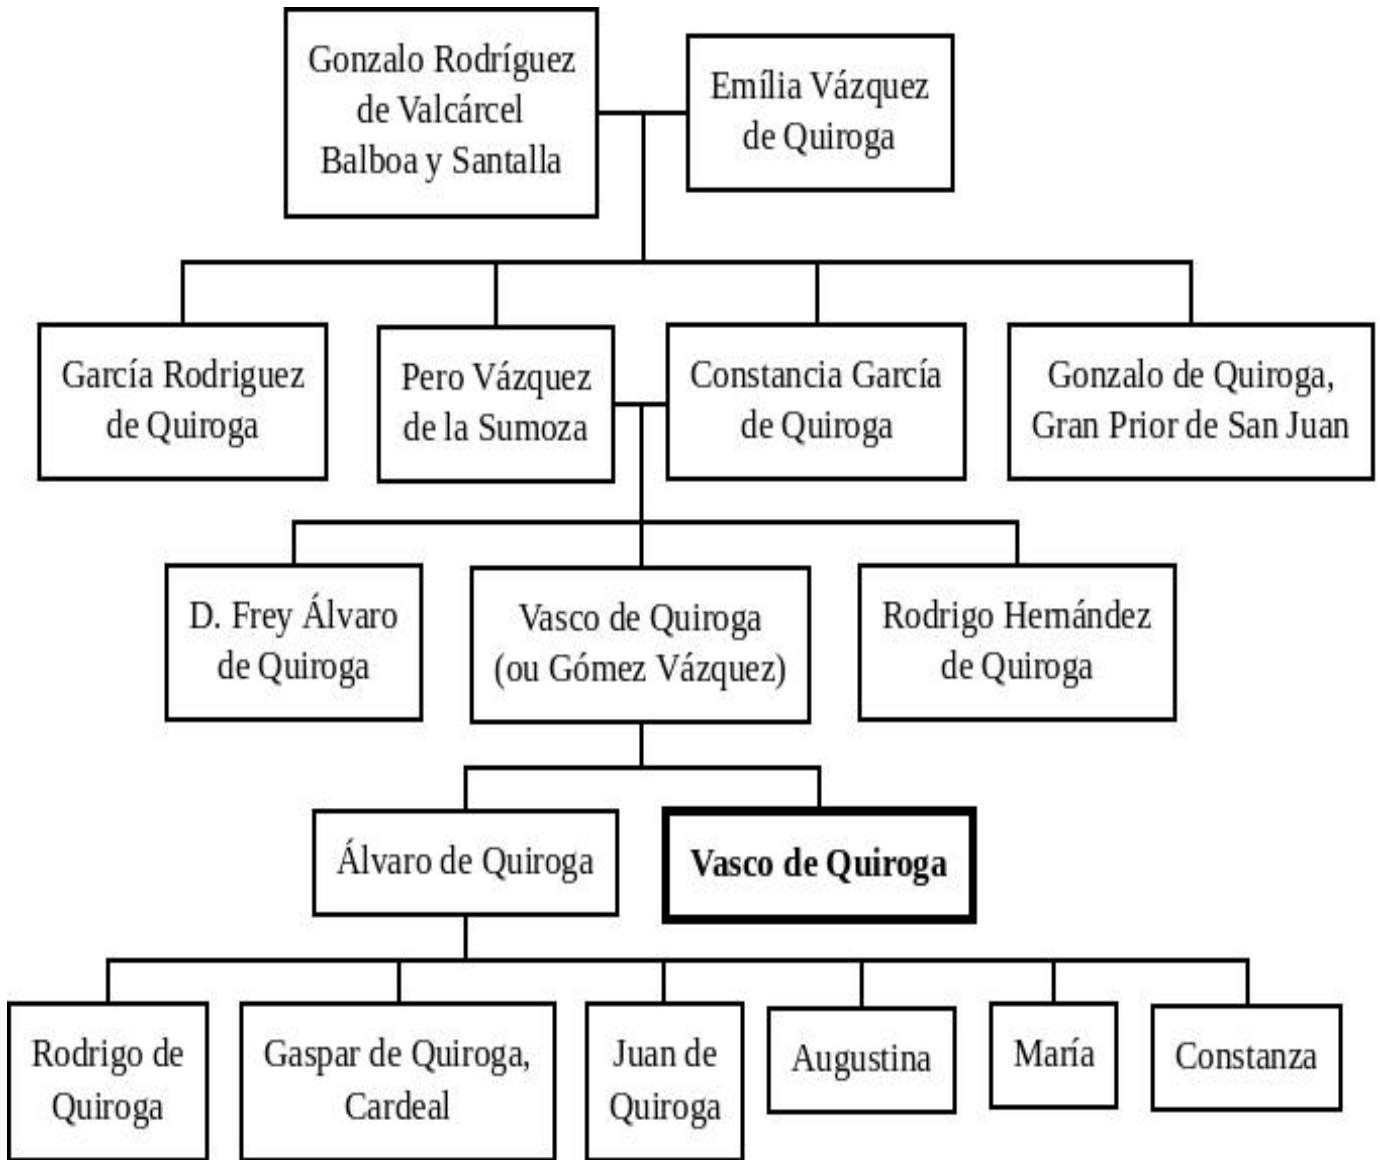 Gonzalo Rodríguez
de Valcárcel
Balboa y Santalla
Emília Vázquez
de Quiroga
García Rodriguez
de Quiroga
Pero Vázquez
de la Sumoza
Constancia García
de Quiroga
Gonzalo de Quiroga,
Gran Prior de San Juan
D. Frey Álvaro
de Quiroga
Vasco de Quiroga
(ou Gómez Vázquez)
Rodrigo Hernández
de Quiroga
Álvaro de Quiroga
Vasco de Quiroga
Rodrigo de
Quiroga
Gaspar de Quiroga,
Cardeal
Juan de
Quiroga
Augustina
María
Constanza